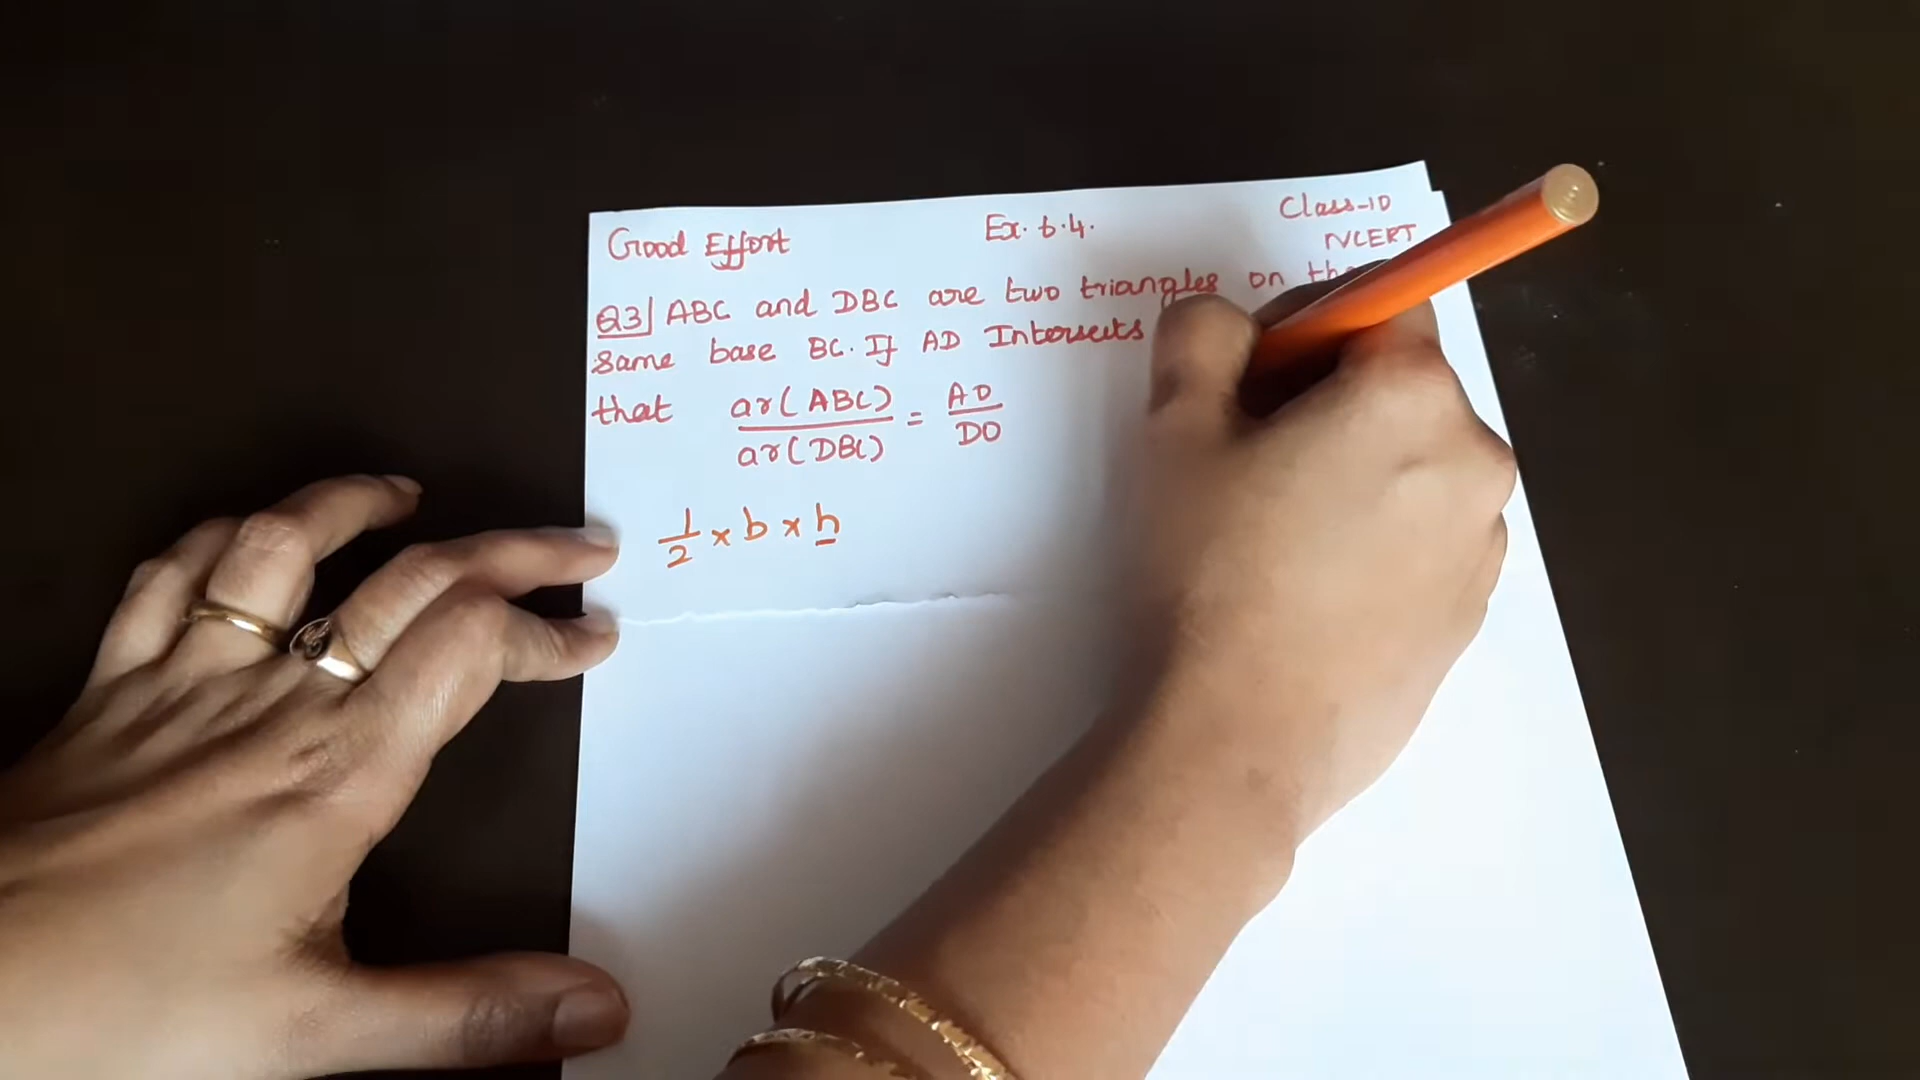 Good Effort
Ex. 6.4.
Class-10
NCERT
Q3| ABC and DBC are two triangles on the
same base BC. If AD Intersects
that ar(ABC) / ar(DBC) = AO / DO
1/2 × b × h